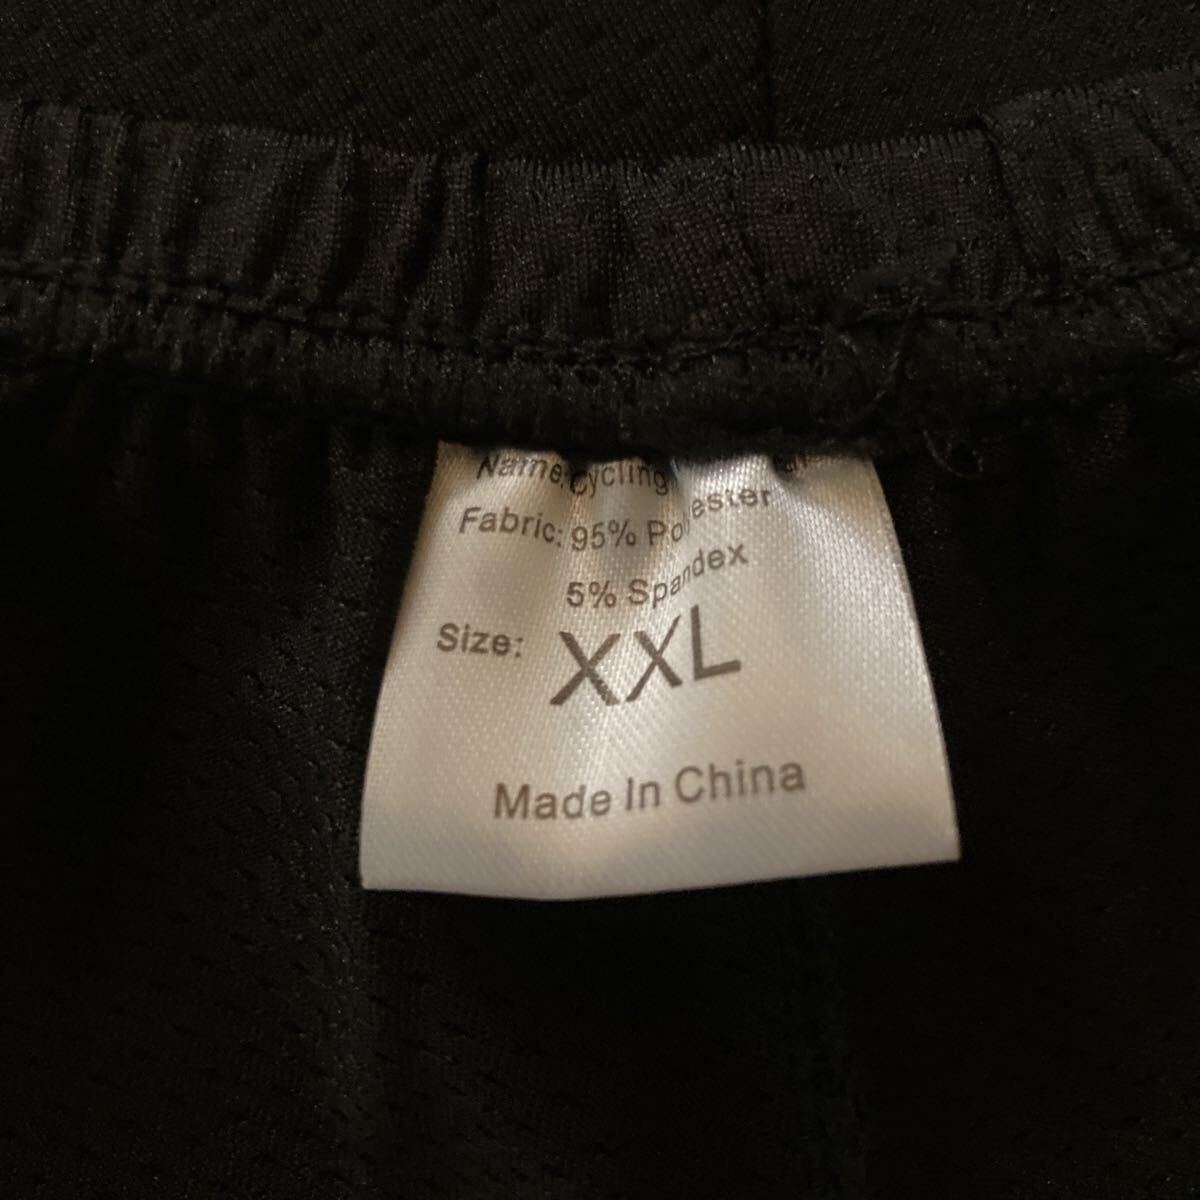 Name: Cycling
Fabric: 95% Polyester
5% Spandex
Size: XXL
Made In China